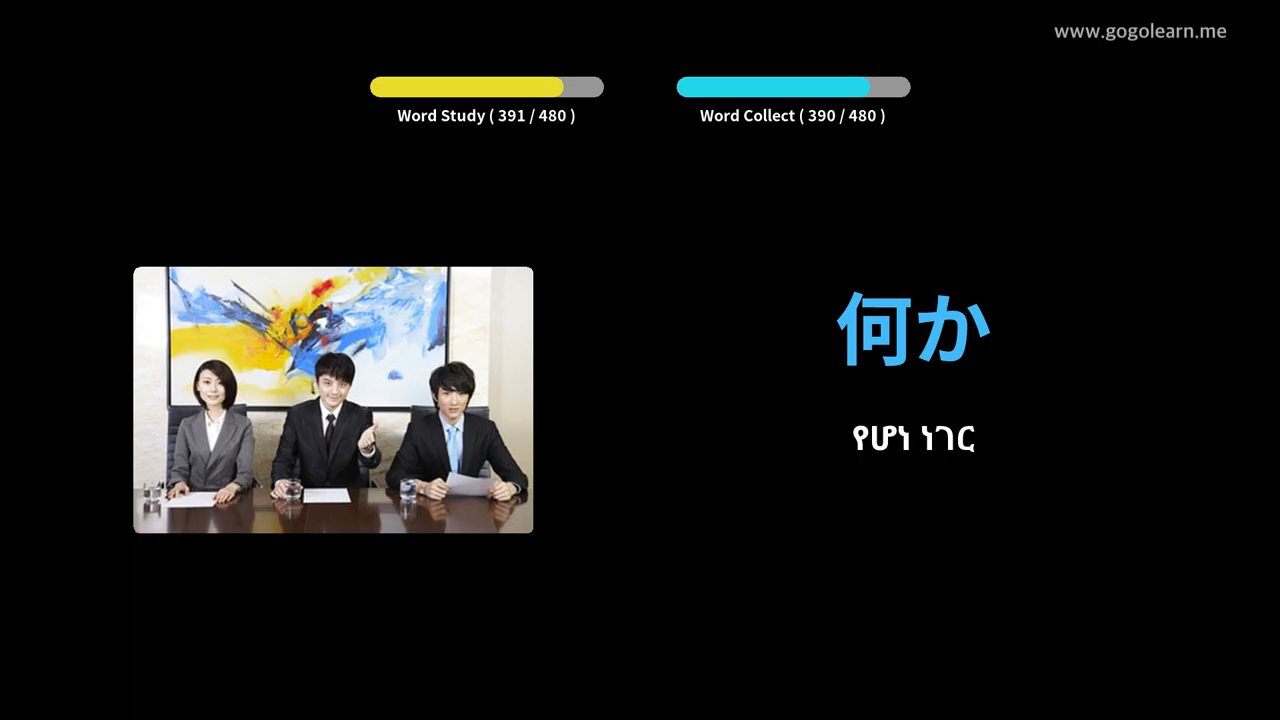 www.gogolearn.me
Word Study ( 391 / 480 )
Word Collect ( 390 / 480 )
何か
የሆነ ነገር